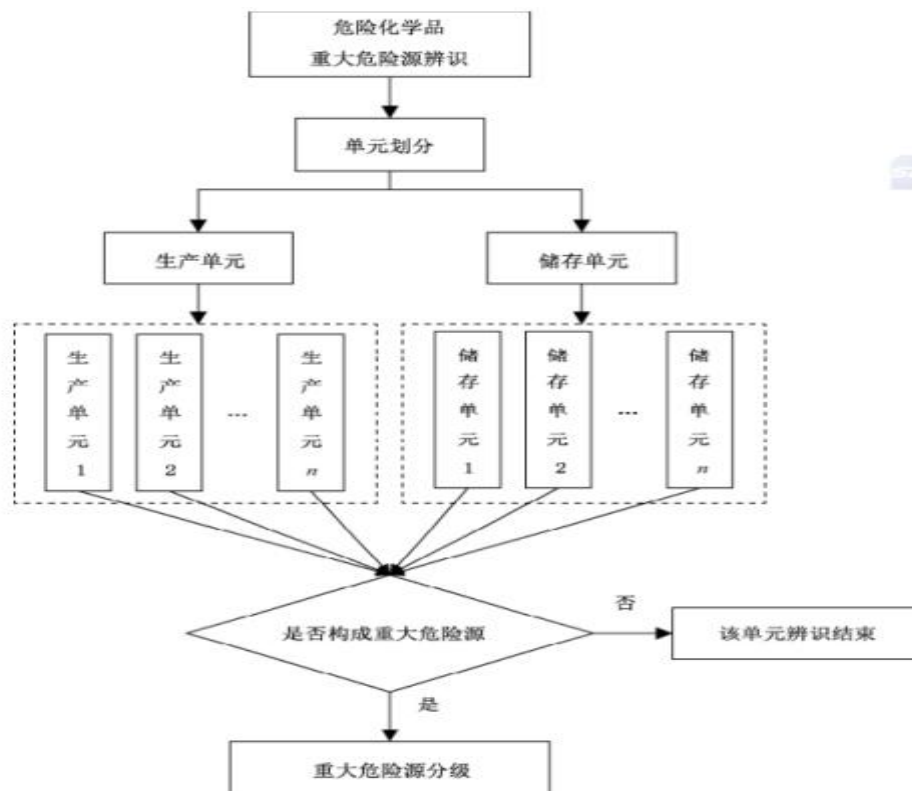 危险化学品
重大危险源辨识
单元划分
生产单元
储存单元
生产单元1
生产单元2
...
生产单元n
储存单元1
储存单元2
...
储存单元n
是否构成重大危险源
否
该单元辨识结束
是
重大危险源分级